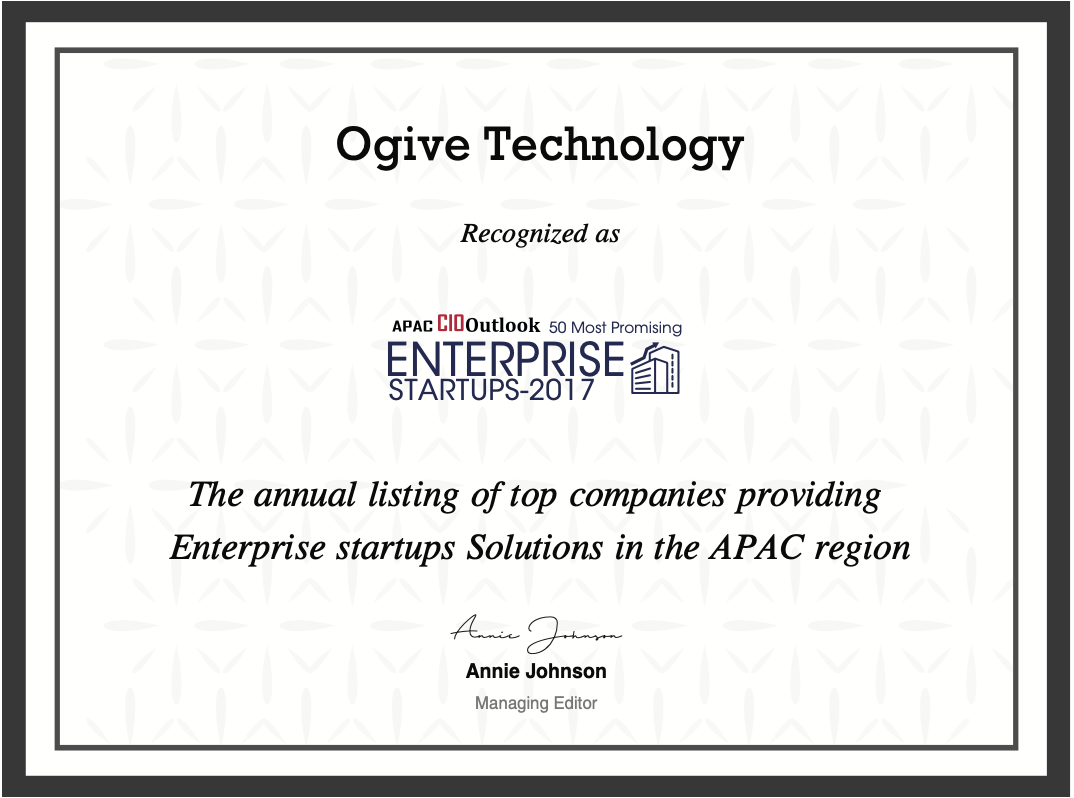 Ogive Technology
Recognized as
APAC CIOOutlook 50 Most Promising
ENTERPRISE
STARTUPS-2017
The annual listing of top companies providing
Enterprise startups Solutions in the APAC region
Annie Johnson
Annie Johnson
Managing Editor